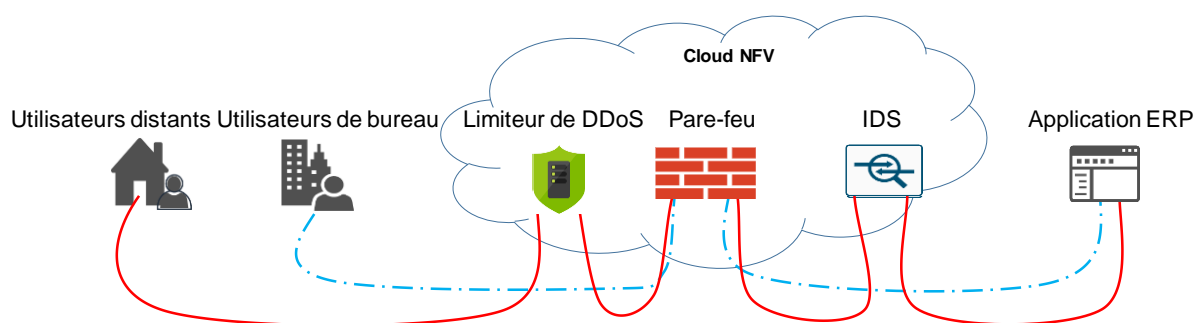 Cloud NFV
Utilisateurs distants
Utilisateurs de bureau
Limiteur de DDoS
Pare-feu
IDS
Application ERP